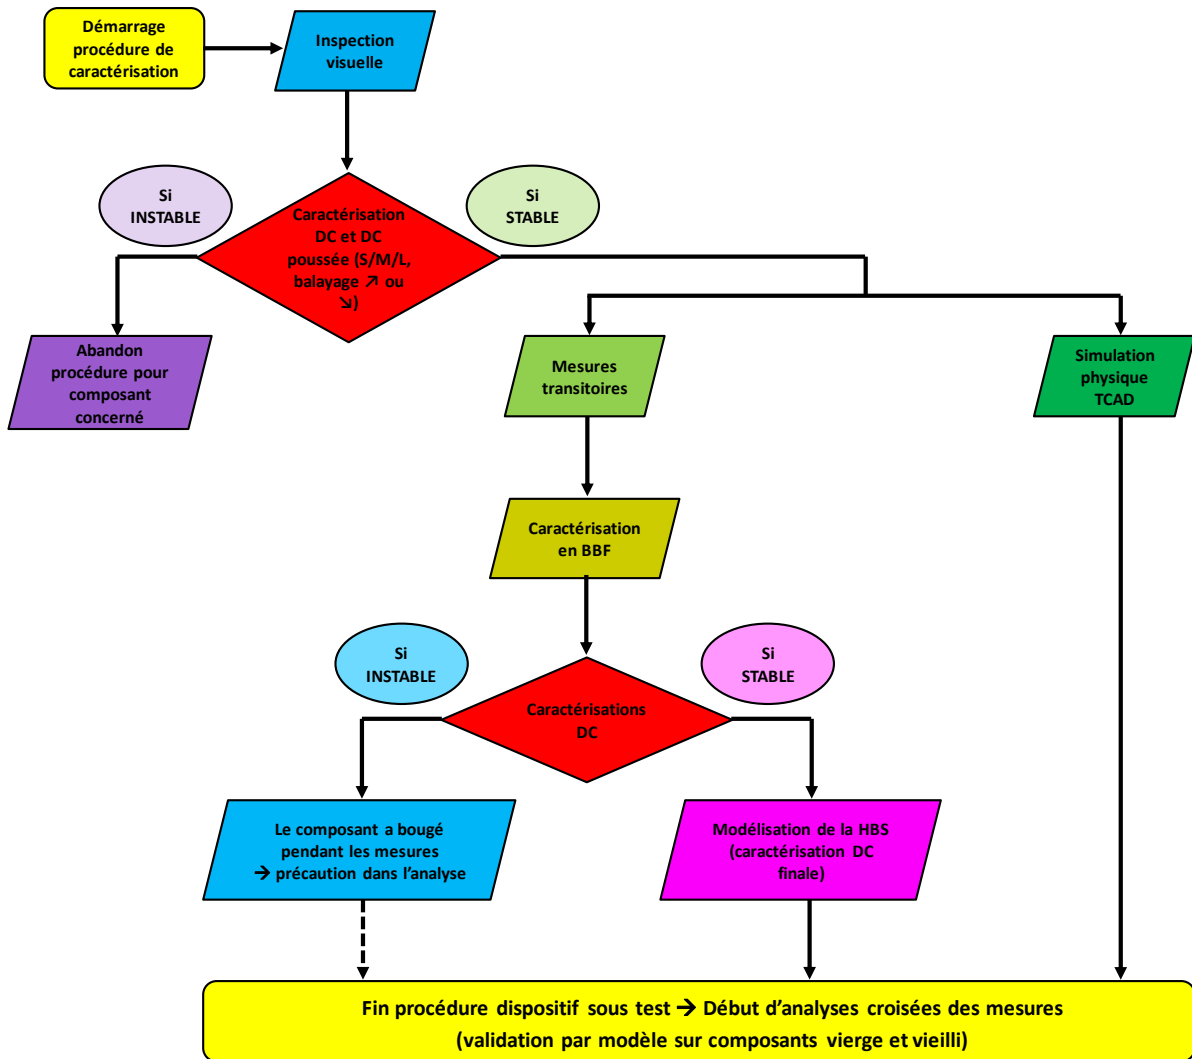 Démarrage
procédure de
caractérisation
Inspection
visuelle
Si
INSTABLE
Si
STABLE
Caractérisation
DC et DC
poussée (S/M/L,
balayage ↗ ou
↘)
Abandon
procédure pour
composant
concerné
Mesures
transitoires
Simulation
physique
TCAD
Caractérisation
en BBF
Si
INSTABLE
Si
STABLE
Caractérisations
DC
Le composant a bougé
pendant les mesures
→ précaution dans l'analyse
Modélisation de la HBS
(caractérisation DC
finale)
Fin procédure dispositif sous test → Début d'analyses croisées des mesures
(validation par modèle sur composants vierge et vieilli)